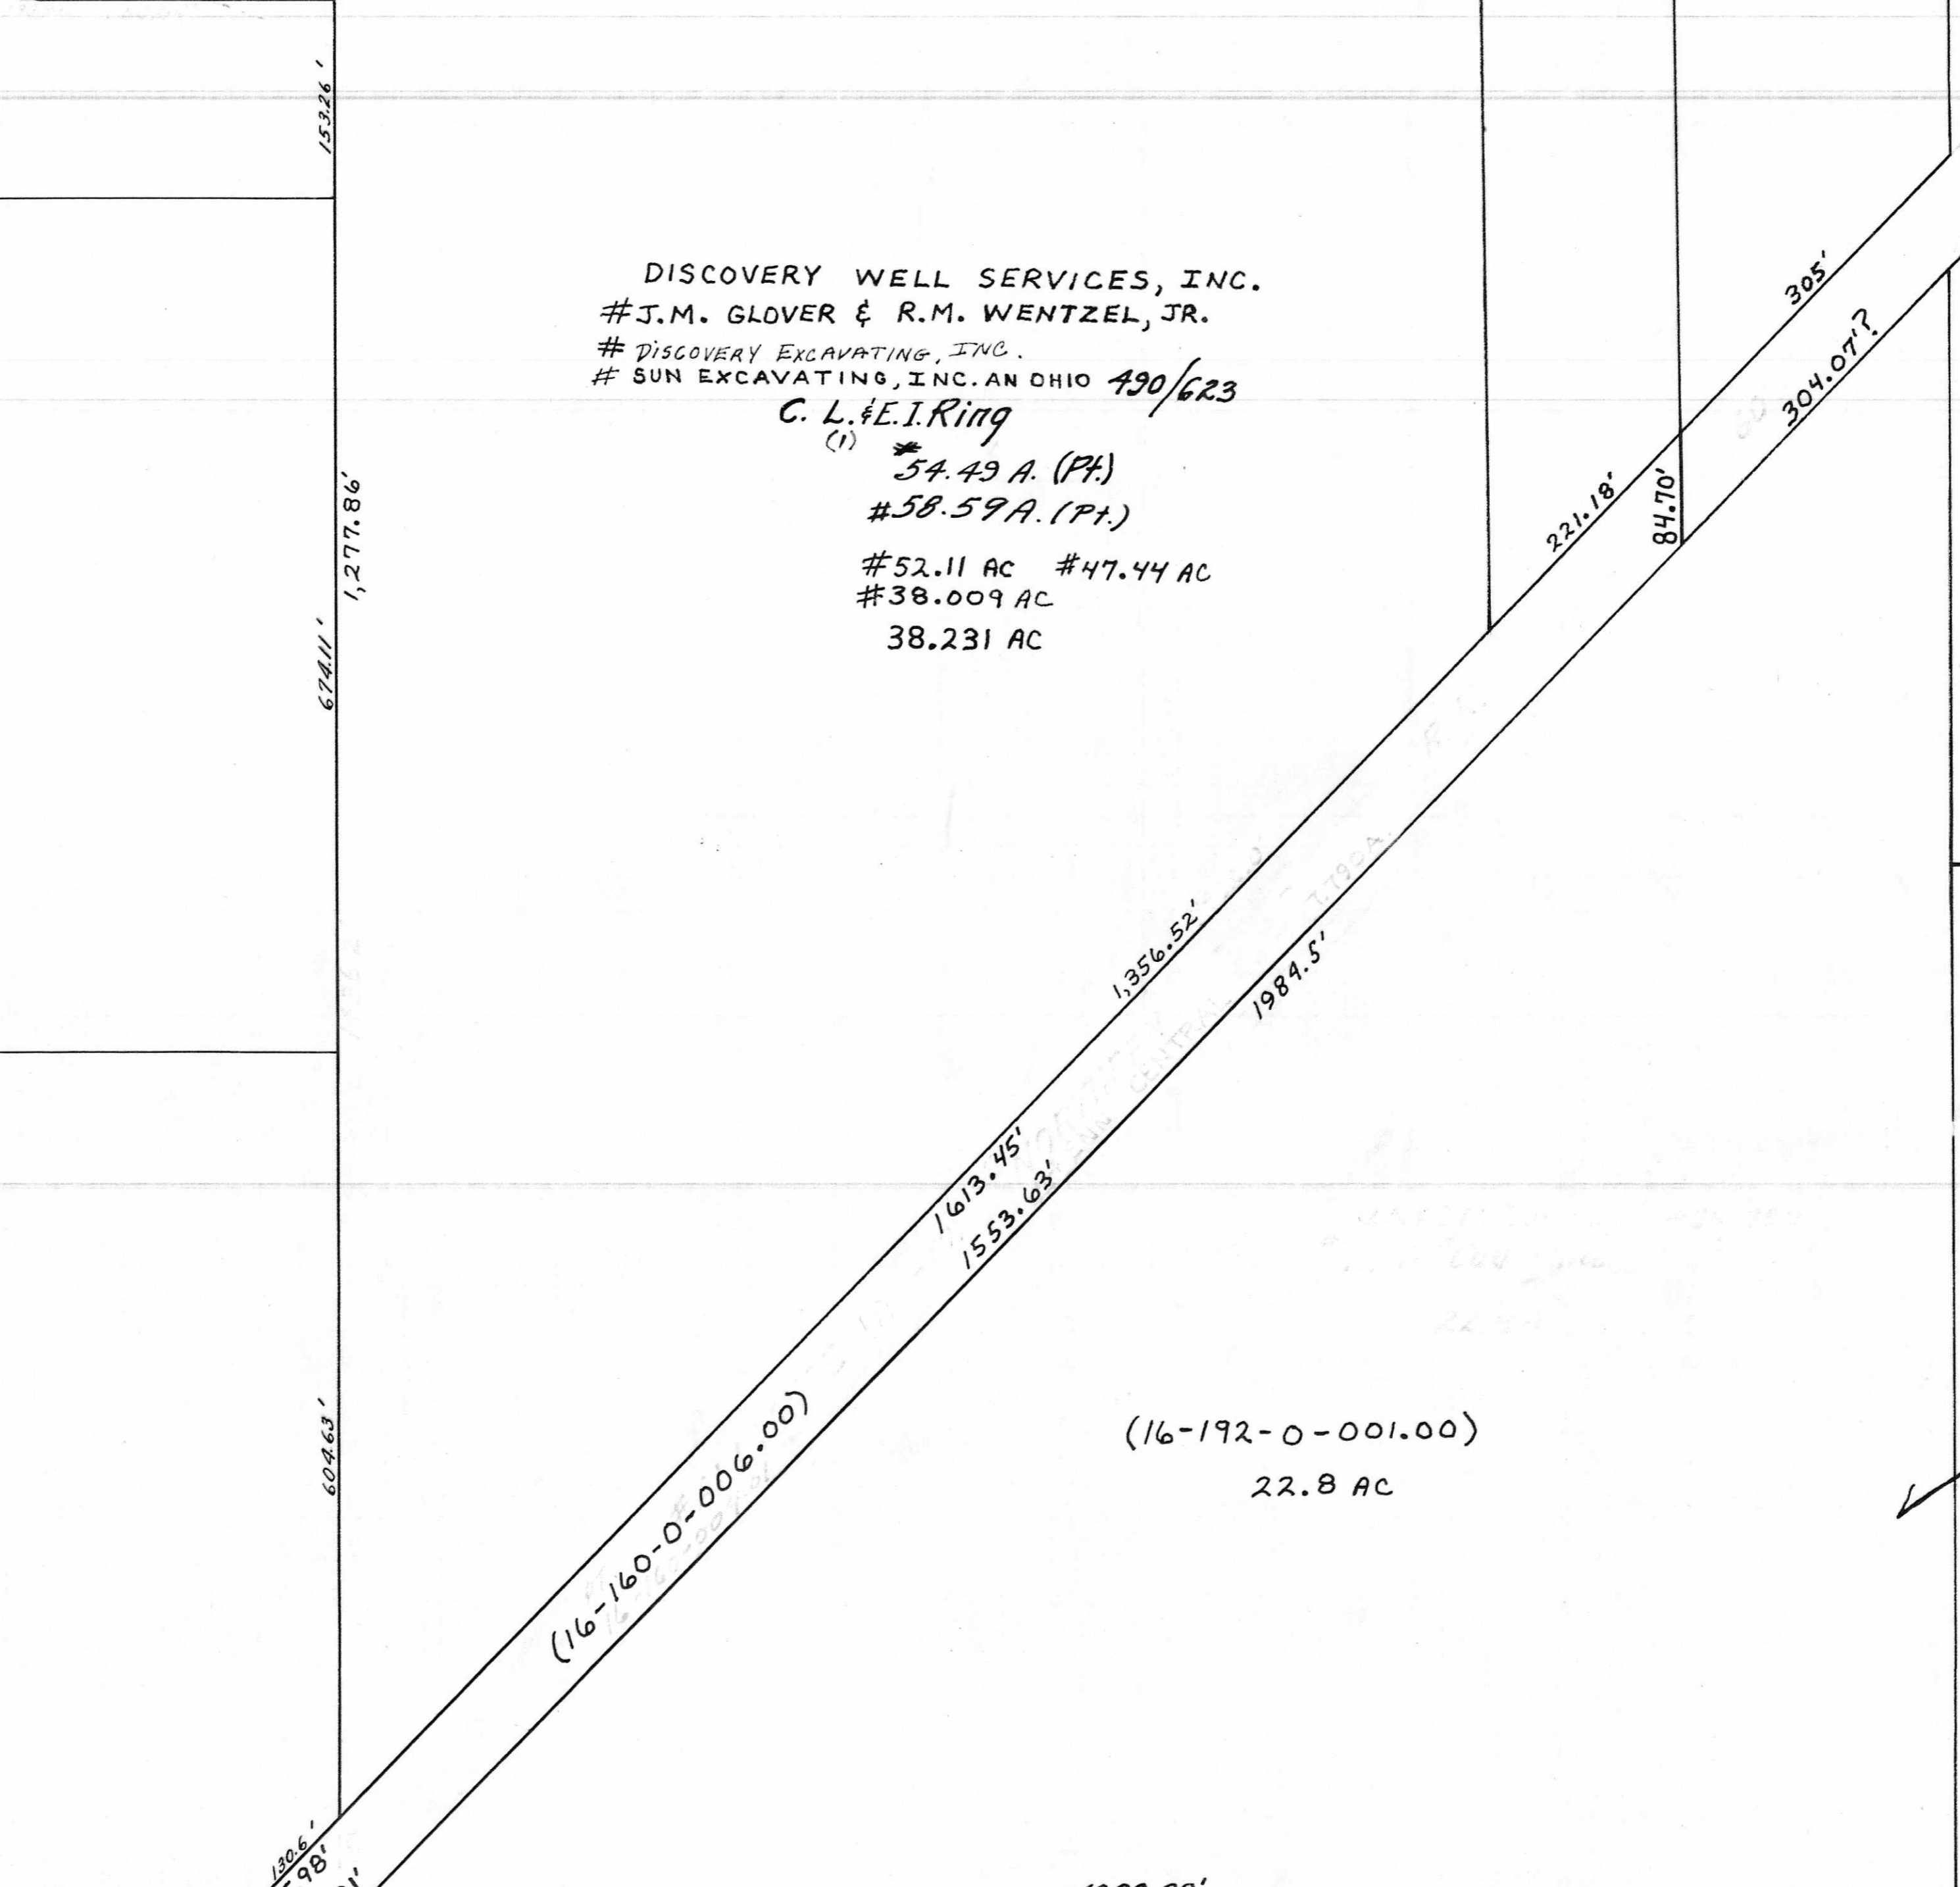 153.26'
DISCOVERY WELL SERVICES, INC.
#J.M. GLOVER & R.M. WENTZEL, JR.
# DISCOVERY EXCAVATING, INC.
# SUN EXCAVATING, INC. AN OHIO 490/623
C. L. & E. I. Ring
(1)
54.49 A. (Pt.)
#58.59 A. (Pt.)
#52.11 AC #47.44 AC
#38.009 AC
38.231 AC
305'
304.07'?
221.18'
84.70'
1,277.86'
674.11'
1,356.52'
1984.5'
CENTRAL
1613.45'
1553.63'
(16-160-0-006.00)
(16-192-0-001.00)
22.8 AC
604.63'
130.6'
98'